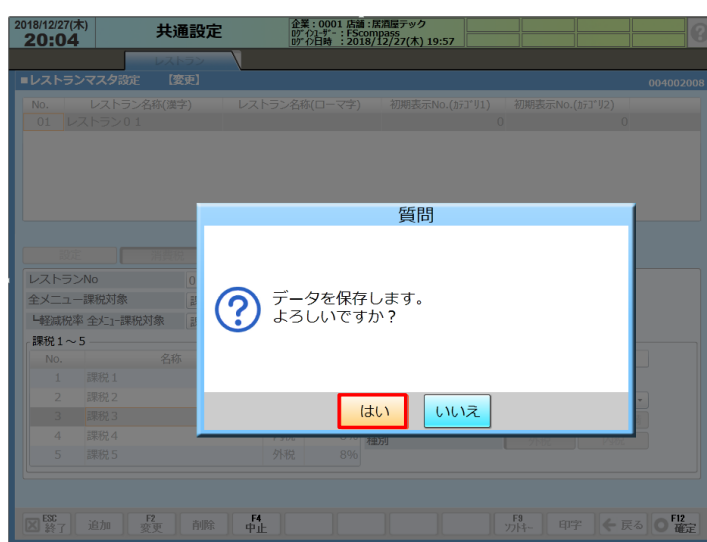 2018/12/27(木)
20:04
共通設定
企業：0001 店舗：居酒屋テック
ﾛｸﾞｲﾝﾕｰｻﾞｰ：FScompass
ﾛｸﾞｲﾝ日時 ：2018/12/27(木) 19:57
レストラン
■レストランマスタ設定 【変更】
004002008
No. レストラン名称(漢字) レストラン名称(ローマ字) 初期表示No.(ｶﾃｺﾞﾘ1) 初期表示No.(ｶﾃｺﾞﾘ2)
01 レストラン０１ 0 0
質問
データを保存します。
よろしいですか？
はい いいえ
レストランNo 0
全メニュー課税対象 課
┗軽減税率 全ﾒﾆｭｰ課税対象 課
課税１～５
No. 名称
1 課税１
2 課税２
3 課税３
4 課税４ 内税 8% 種別
5 課税５ 外税 8%
ESC 終了
追加
F2 変更
削除
F4 中止
F9 ｿﾌﾄｷｰ
印字
戻る
F12 確定